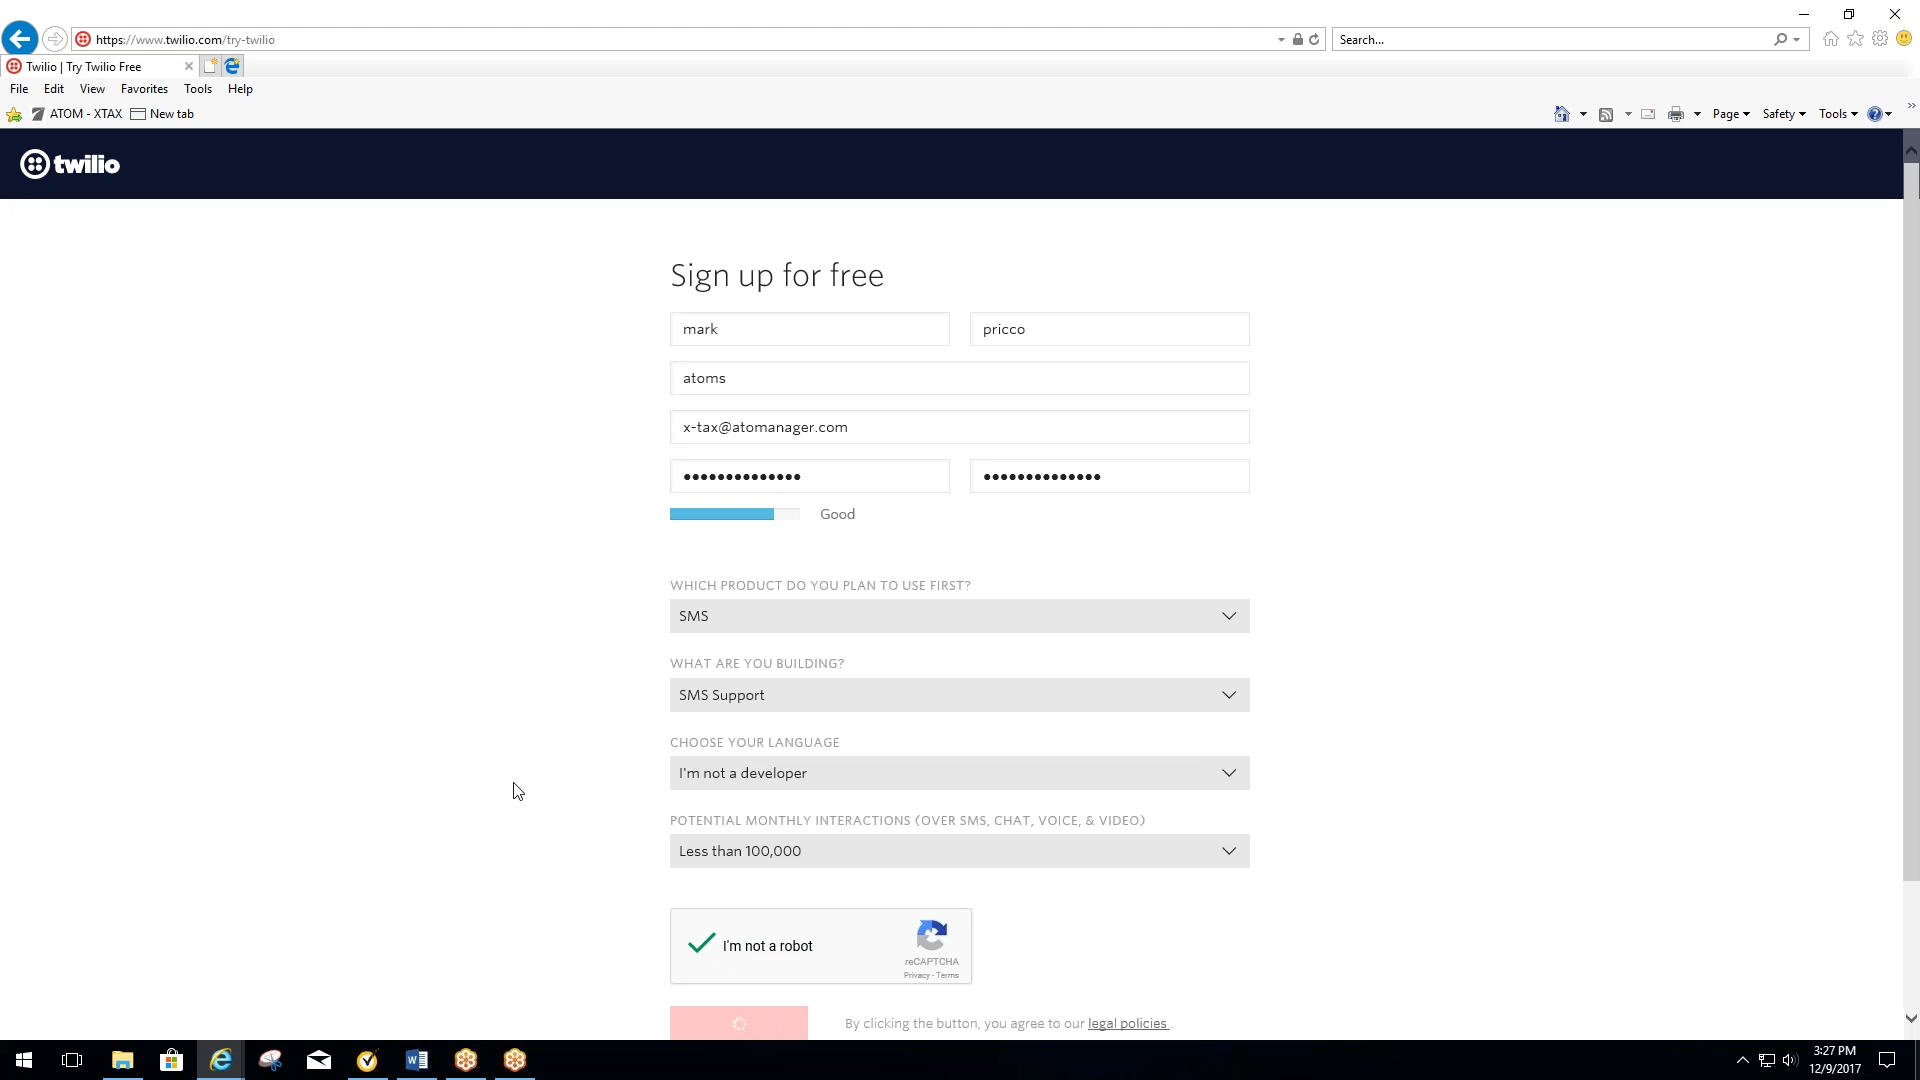 https://www.twilio.com/try-twilio
Search...
Twilio | Try Twilio Free
File Edit View Favorites Tools Help
ATOM - XTAX New tab
Page Safety Tools
twilio
Sign up for free
mark pricco
atoms
x-tax@atomanager.com
•••••••••••••• ••••••••••••••
Good
WHICH PRODUCT DO YOU PLAN TO USE FIRST?
SMS
WHAT ARE YOU BUILDING?
SMS Support
CHOOSE YOUR LANGUAGE
I'm not a developer
POTENTIAL MONTHLY INTERACTIONS (OVER SMS, CHAT, VOICE, & VIDEO)
Less than 100,000
I'm not a robot
reCAPTCHA
Privacy - Terms
By clicking the button, you agree to our legal policies .
3:27 PM
12/9/2017